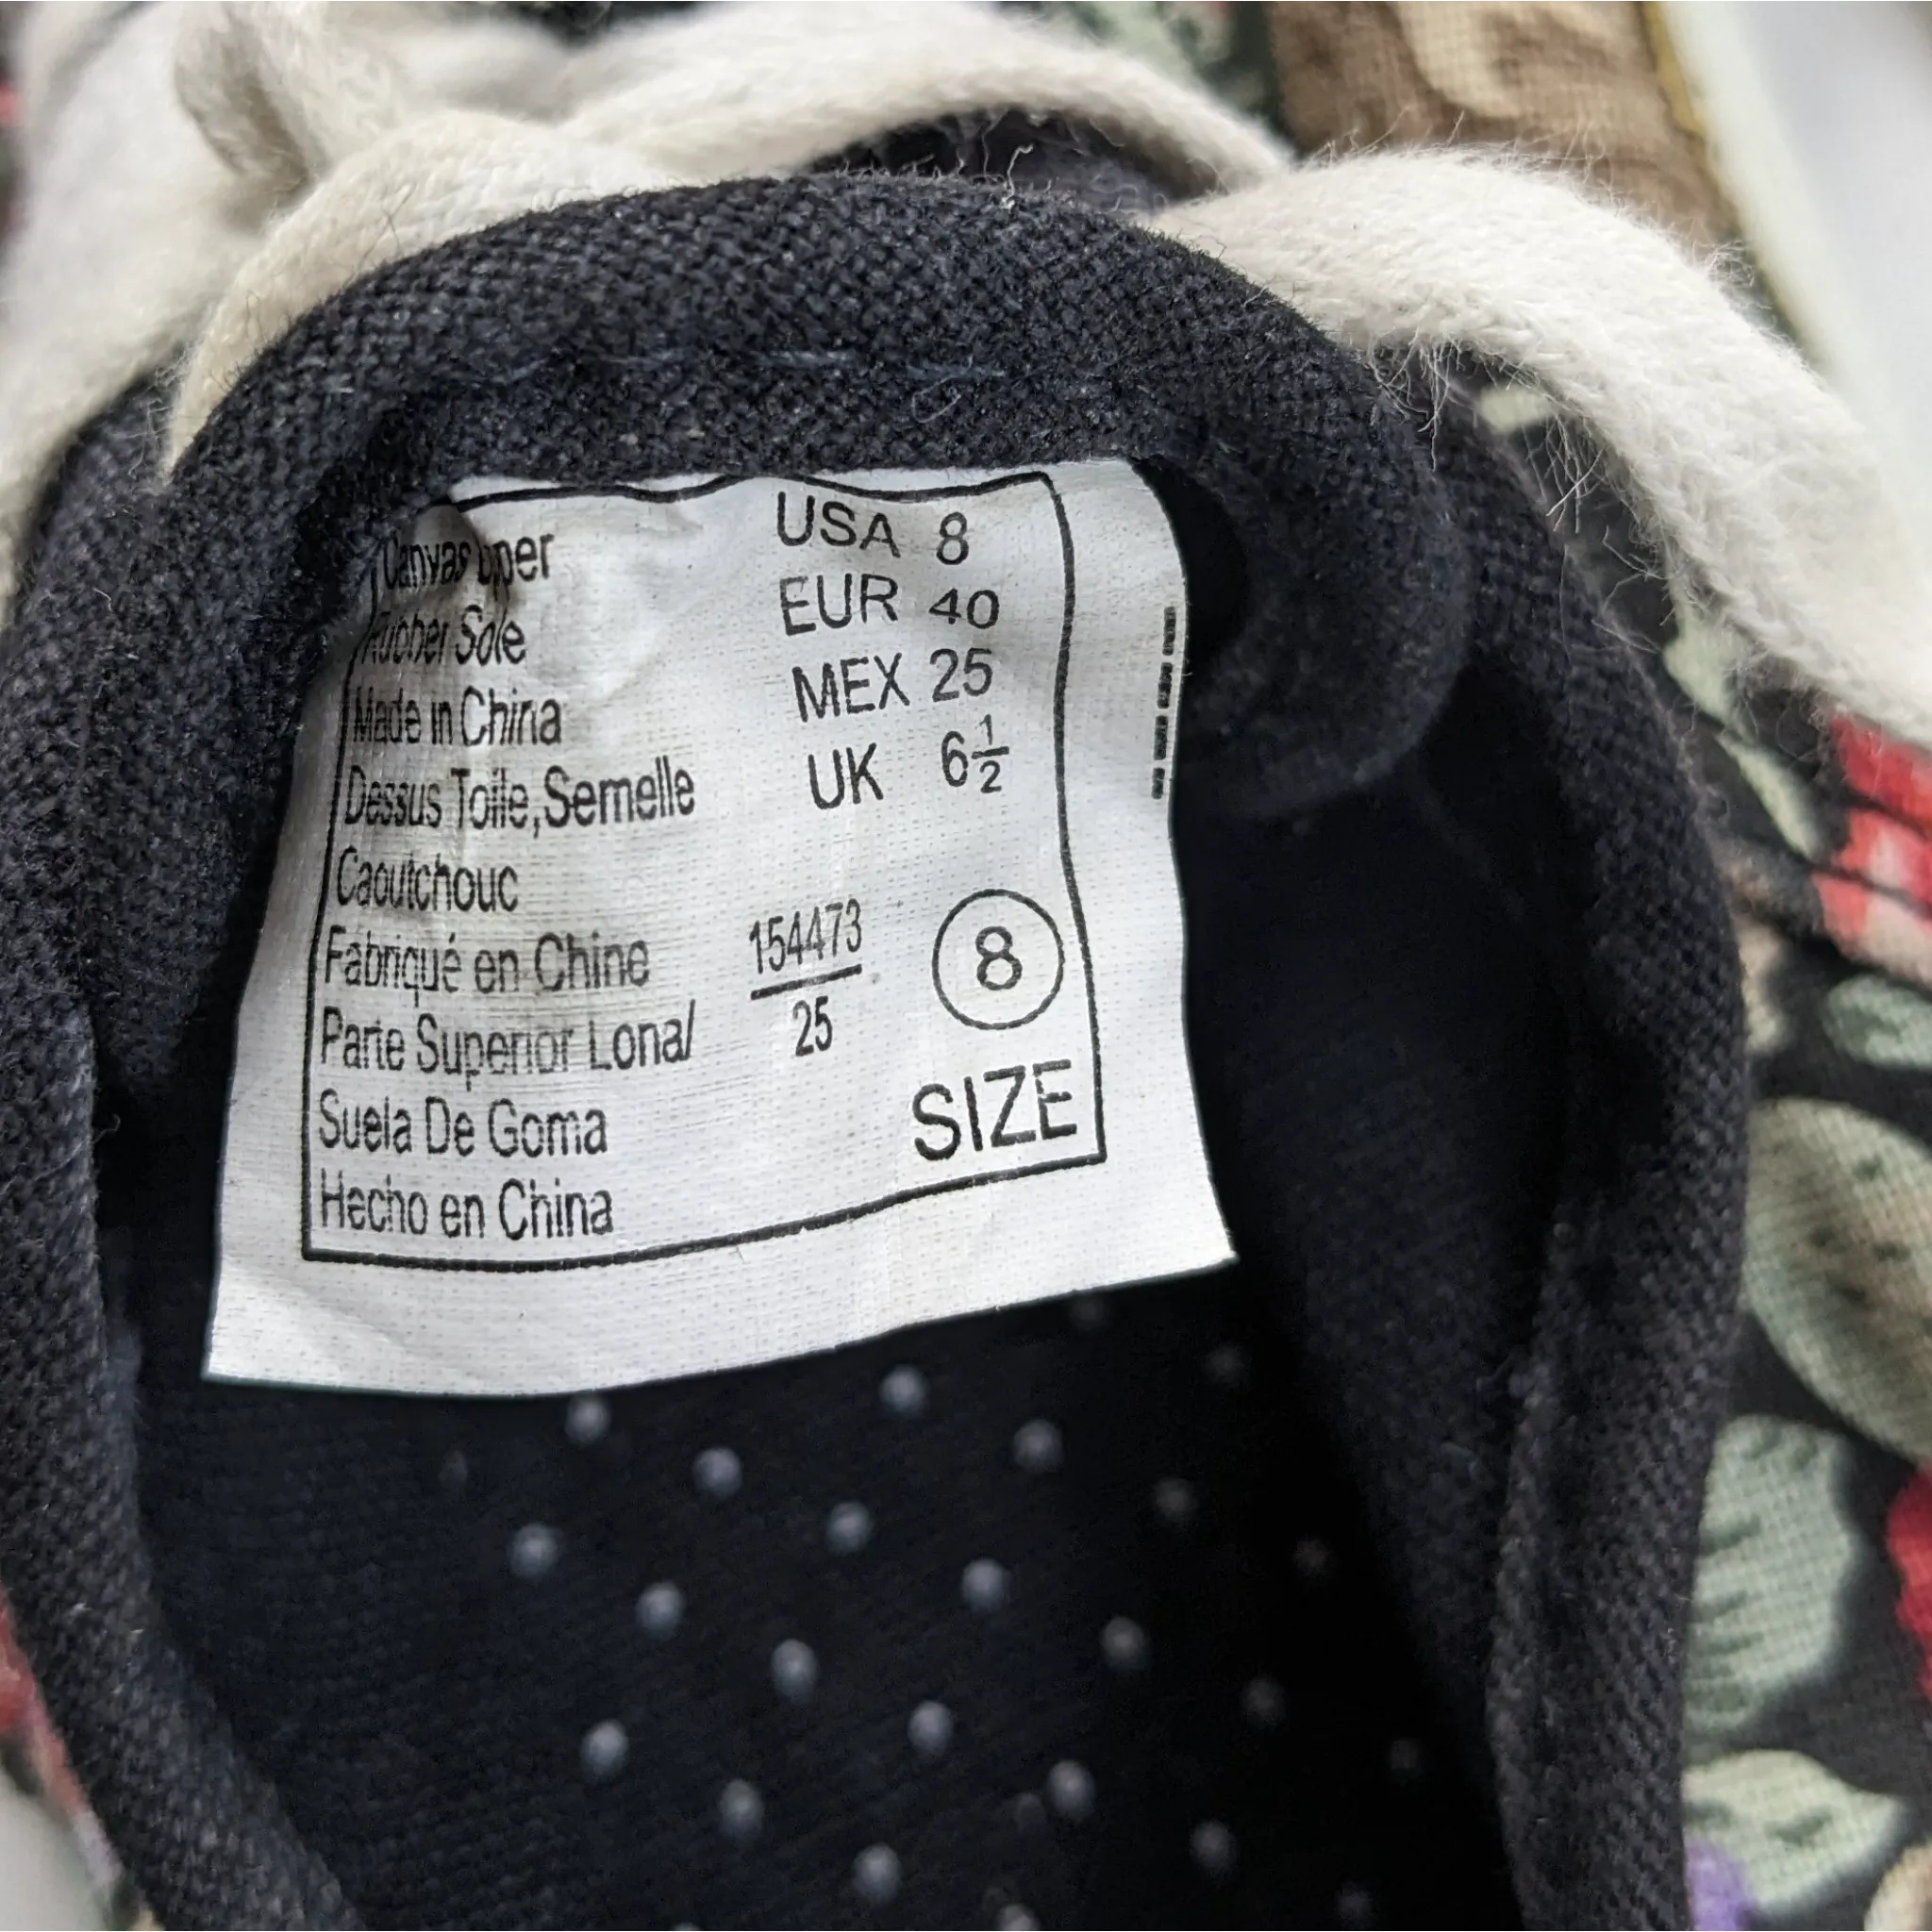 Canvas Upper
Rubber Sole
Made in China
Dessus Toile,Semelle
Caoutchouc
Fabriqué en Chine
Parte Superior Lona/
Suela De Goma
Hecho en China
USA 8
EUR 40
MEX 25
UK 6 1/2
154473
25
8
SIZE